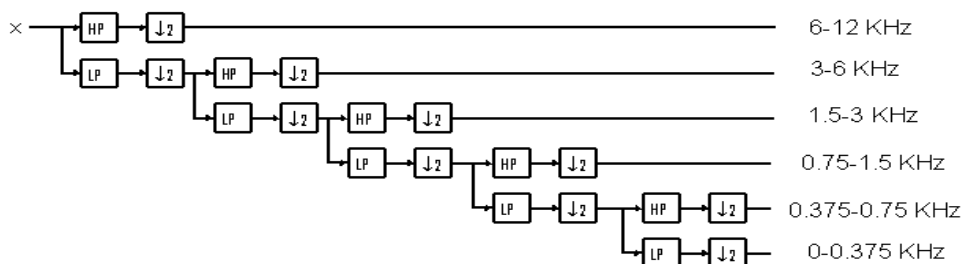 × HP ↓2 6-12 KHz
LP ↓2 HP ↓2 3-6 KHz
LP ↓2 HP ↓2 1.5-3 KHz
LP ↓2 HP ↓2 0.75-1.5 KHz
LP ↓2 HP ↓2 0.375-0.75 KHz
LP ↓2 0-0.375 KHz